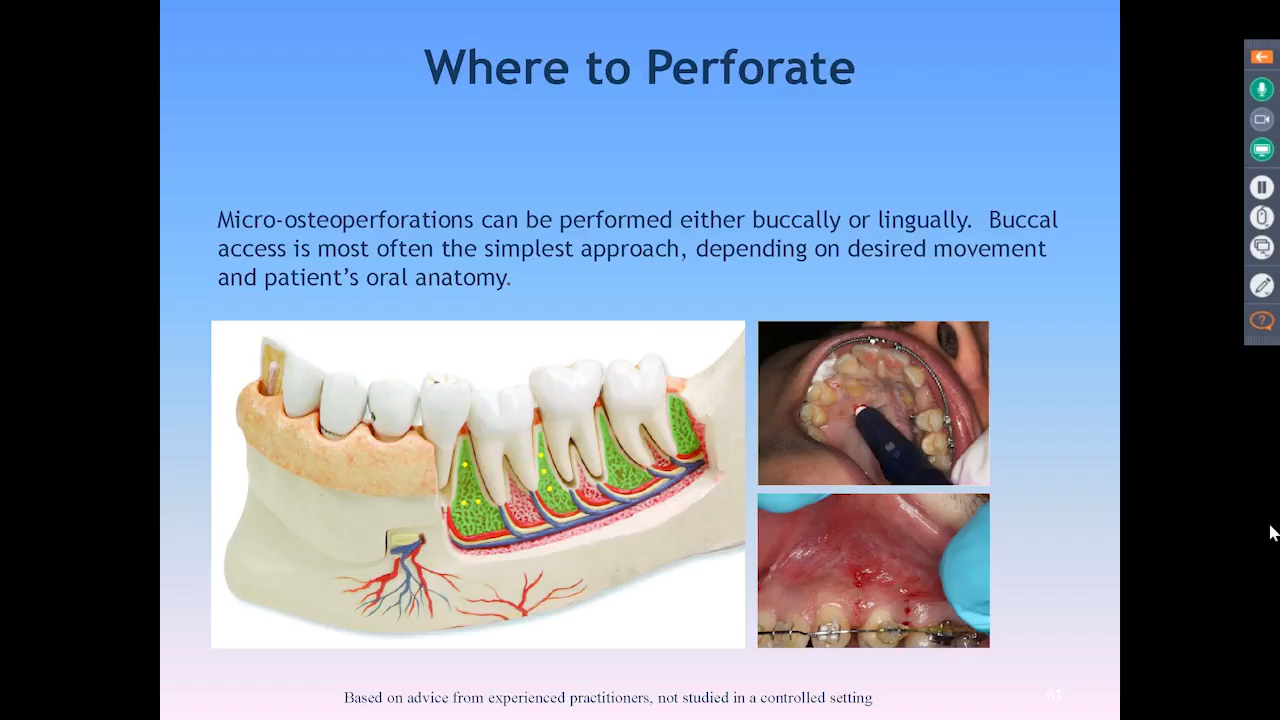 Where to Perforate
Micro-osteoperforations can be performed either buccally or lingually. Buccal
access is most often the simplest approach, depending on desired movement
and patient’s oral anatomy.
Based on advice from experienced practitioners, not studied in a controlled setting
61